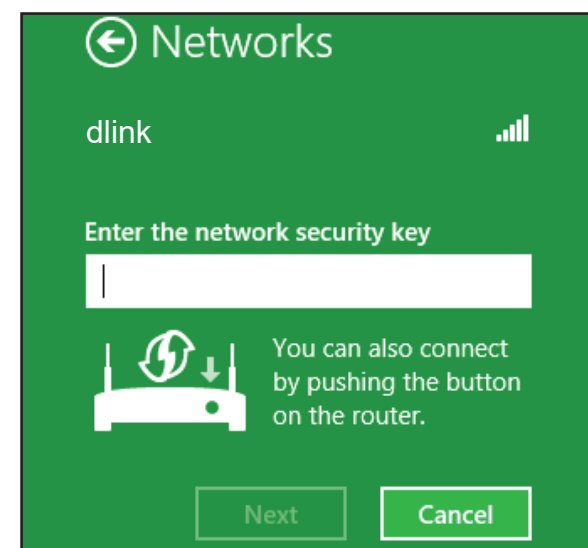 Networks
dlink
Enter the network security key
You can also connect
by pushing the button
on the router.
Next
Cancel